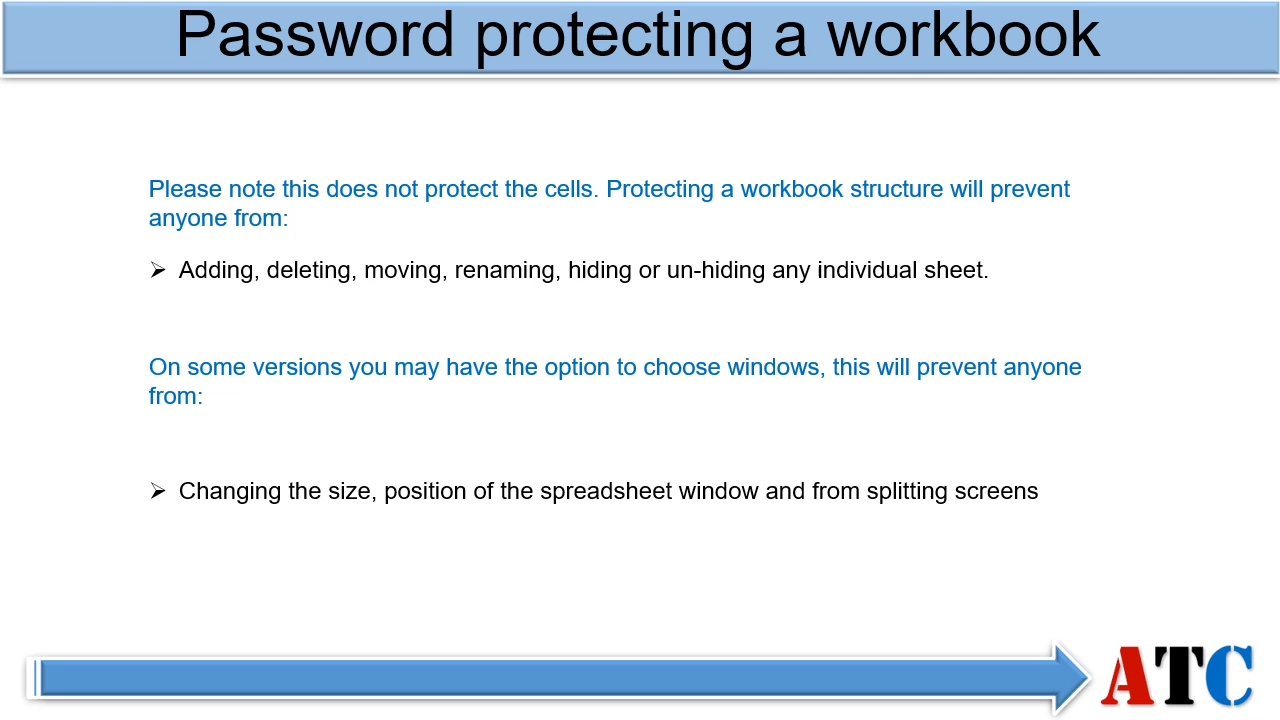 Password protecting a workbook
Please note this does not protect the cells. Protecting a workbook structure will prevent
anyone from:
➢ Adding, deleting, moving, renaming, hiding or un-hiding any individual sheet.
On some versions you may have the option to choose windows, this will prevent anyone
from:
➢ Changing the size, position of the spreadsheet window and from splitting screens
ATC